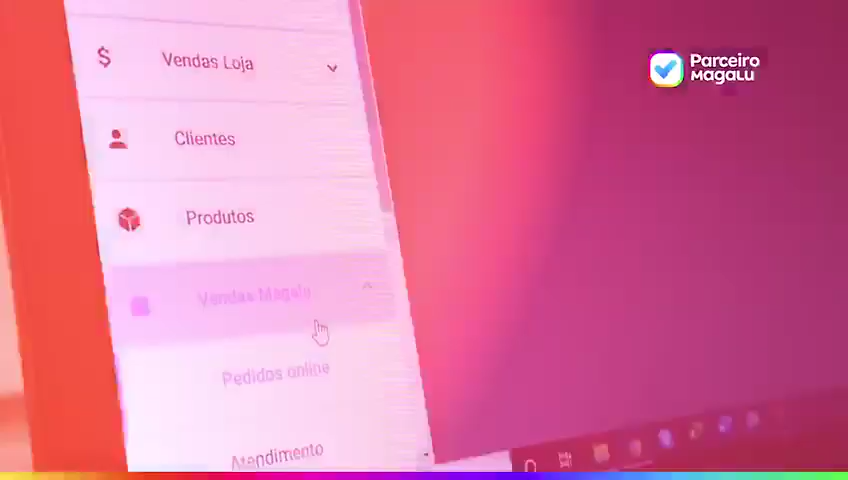 Vendas Loja
Parceiro
Magalu
Clientes
Produtos
Vendas Magalu
Pedidos online
Atendimento